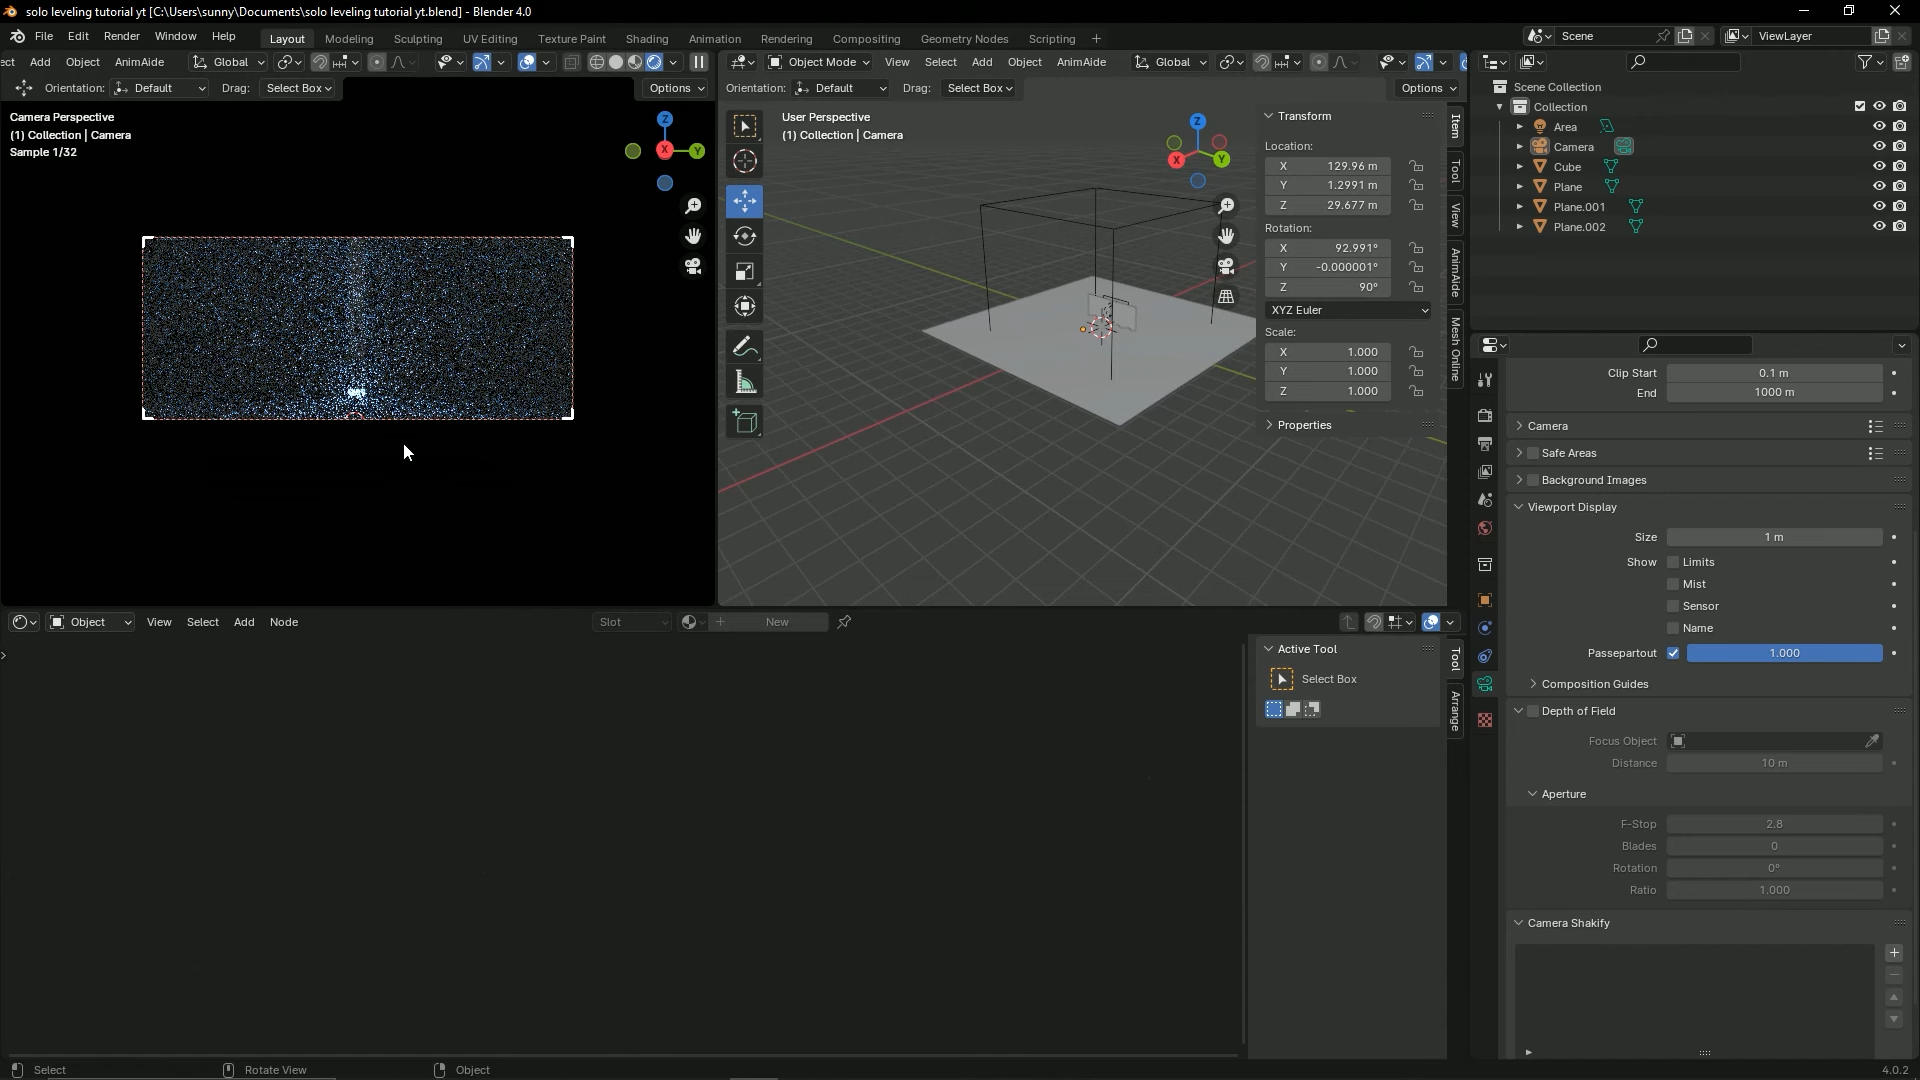 solo leveling tutorial yt [C:\Users\sunny\Documents\solo leveling tutorial yt.blend] - Blender 4.0
File Edit Render Window Help
Layout Modeling Sculpting UV Editing Texture Paint Shading Animation Rendering Compositing Geometry Nodes Scripting +
Scene
ViewLayer
ect Add Object AnimAide
Global
Object Mode View Select Add Object AnimAide
Global
Orientation: Default Drag: Select Box
Options
Orientation: Default Drag: Select Box
Options
Camera Perspective
(1) Collection | Camera
Sample 1/32
Z
X
Y
User Perspective
(1) Collection | Camera
Z
X
Y
Transform
Location:
X 129.96 m
Y 1.2991 m
Z 29.677 m
Rotation:
X 92.991°
Y -0.000001°
Z 90°
XYZ Euler
Scale:
X 1.000
Y 1.000
Z 1.000
Properties
Item
Tool
View
AnimAide
Mesh Online
Scene Collection
Collection
Area
Camera
Cube
Plane
Plane.001
Plane.002
Clip Start 0.1 m
End 1000 m
Camera
Safe Areas
Background Images
Viewport Display
Size 1 m
Show Limits
Mist
Sensor
Name
Passepartout 1.000
Composition Guides
Depth of Field
Focus Object
Distance 10 m
Aperture
F-Stop 2.8
Blades 0
Rotation 0°
Ratio 1.000
Camera Shakify
Object View Select Add Node
Slot
New
Active Tool
Select Box
Tool
Arrange
Select
Rotate View
Object
4.0.2